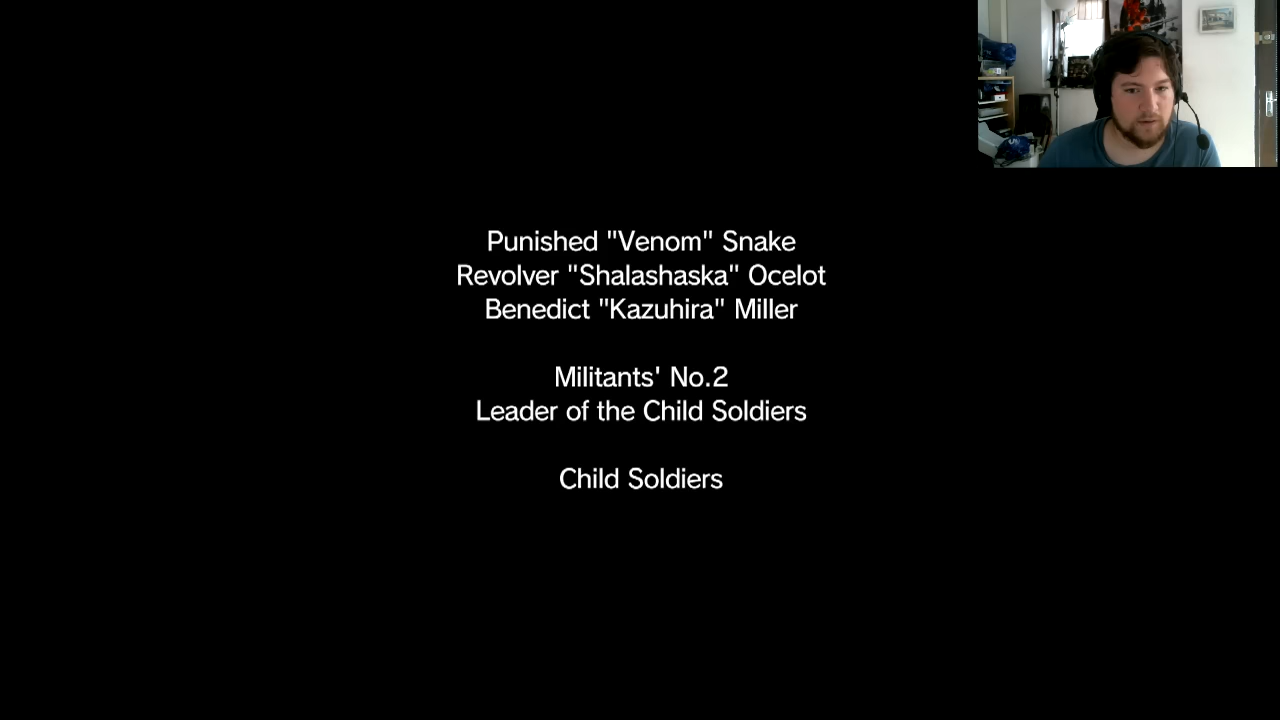 Punished "Venom" Snake
Revolver "Shalashaska" Ocelot
Benedict "Kazuhira" Miller
Militants' No.2
Leader of the Child Soldiers
Child Soldiers